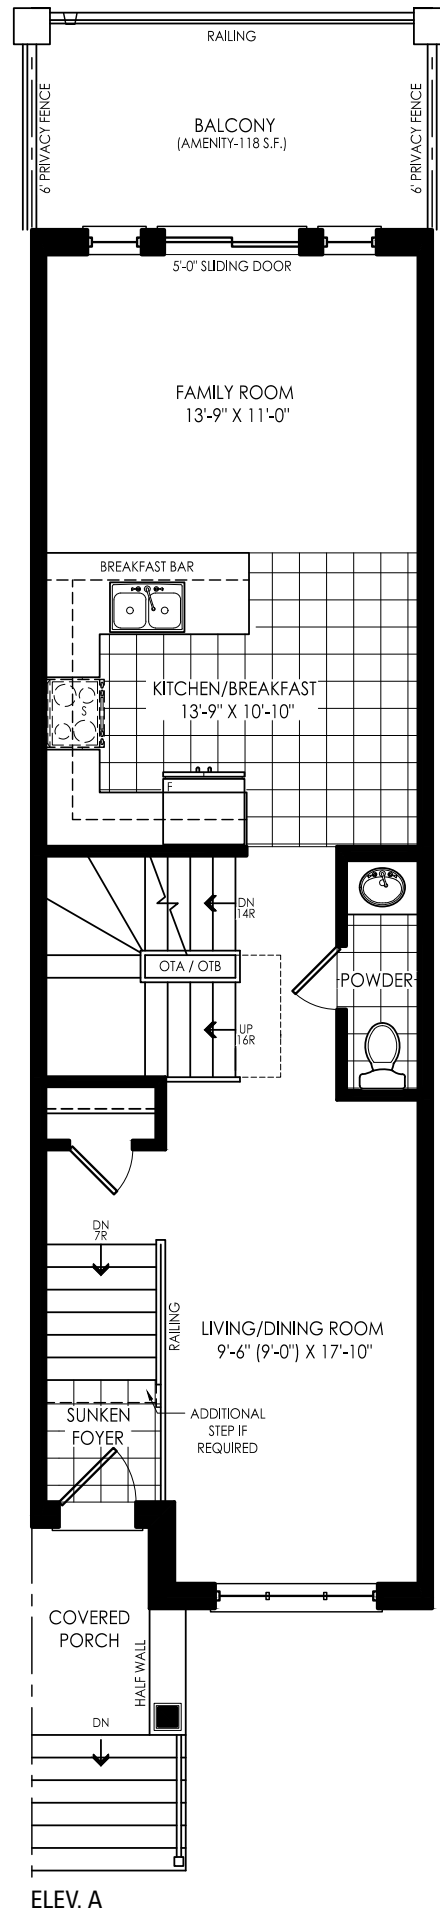 RAILING
6' PRIVACY FENCE
6' PRIVACY FENCE
BALCONY
(AMENITY-118 S.F.)
5'-0" SLIDING DOOR
FAMILY ROOM
13'-9" X 11'-0"
BREAKFAST BAR
KITCHEN/BREAKFAST
13'-9" X 10'-10"
S
F
DN
14R
OTA / OTB
POWDER
UP
16R
DN
7R
RAILING
LIVING/DINING ROOM
9'-6" (9'-0") X 17'-10"
SUNKEN
FOYER
ADDITIONAL
STEP IF
REQUIRED
COVERED
PORCH
HALF WALL
DN
ELEV. A